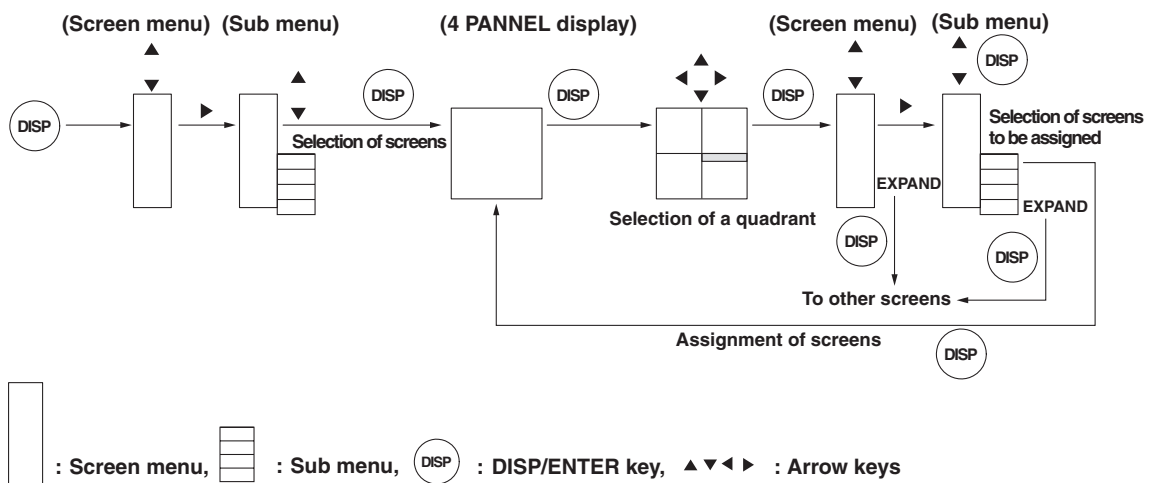 (Screen menu) (Sub menu) (4 PANNEL display) (Screen menu) (Sub menu)
DISP
DISP
DISP
DISP
DISP
Selection of screens
Selection of screens
to be assigned
EXPAND
EXPAND
Selection of a quadrant
DISP
DISP
To other screens
Assignment of screens
DISP
: Screen menu, : Sub menu, DISP : DISP/ENTER key, ▲ ▼ ◀ ▶ : Arrow keys